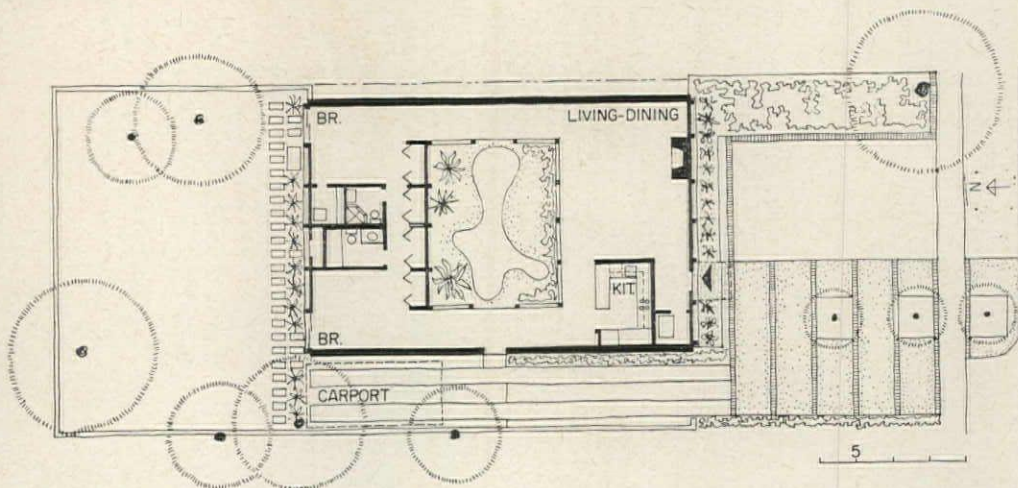 BR.
LIVING-DINING
N
KIT.
BR.
CARPORT
5